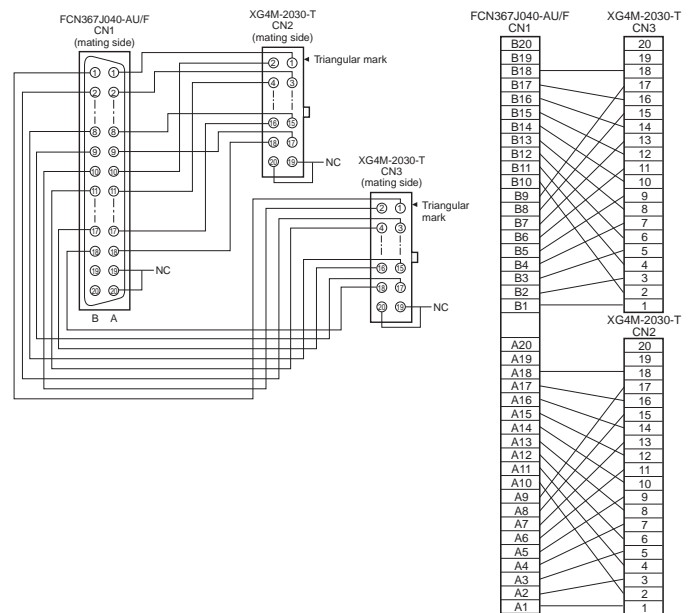 FCN367J040-AU/F
CN1
(mating side)
XG4M-2030-T
CN2
(mating side)
Triangular mark
1 1
2 2
8 8
9 9
10 10
11 11
17 17
18 18
19 19
20 20
NC
B A
2 1
4 3
16 15
18 17
20 19
NC
XG4M-2030-T
CN3
(mating side)
Triangular
mark
2 1
4 3
16 15
18 17
20 19
NC
FCN367J040-AU/F
CN1
XG4M-2030-T
CN3
B20 20
B19 19
B18 18
B17 17
B16 16
B15 15
B14 14
B13 13
B12 12
B11 11
B10 10
B9 9
B8 8
B7 7
B6 6
B5 5
B4 4
B3 3
B2 2
B1 1
XG4M-2030-T
CN2
A20 20
A19 19
A18 18
A17 17
A16 16
A15 15
A14 14
A13 13
A12 12
A11 11
A10 10
A9 9
A8 8
A7 7
A6 6
A5 5
A4 4
A3 3
A2 2
A1 1